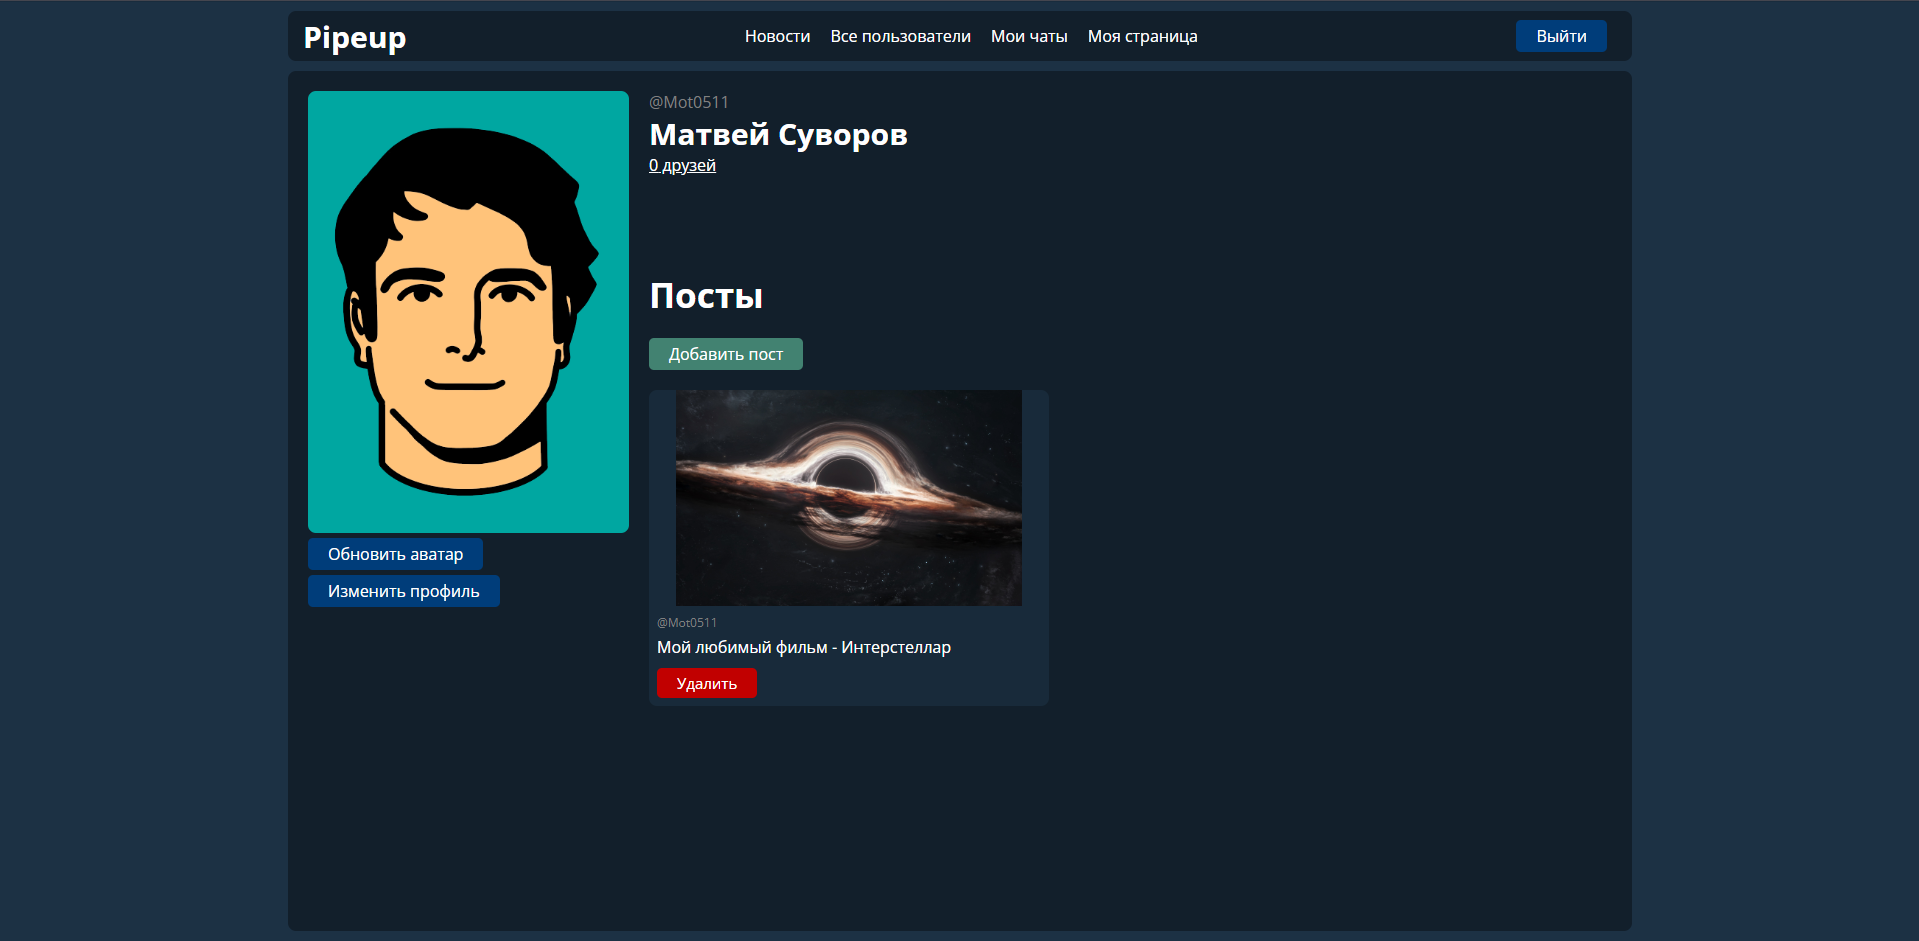 Pipeup
Новости Все пользователи Мои чаты Моя страница
Выйти
@Mot0511
Матвей Суворов
0 друзей
Посты
Добавить пост
@Mot0511
Мой любимый фильм - Интерстеллар
Удалить
Обновить аватар
Изменить профиль